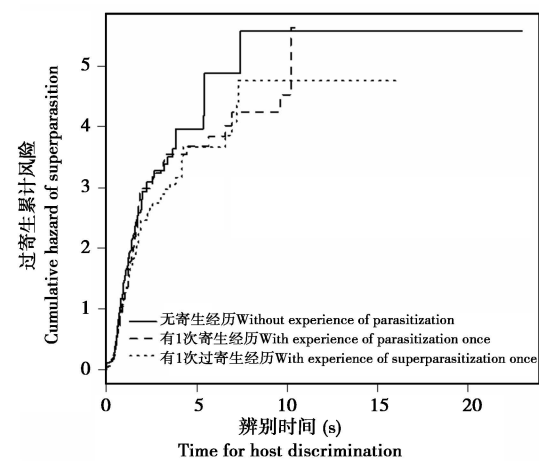 过寄生累计风险
Cumulative hazard of superparasition
5
4
3
2
1
0
无寄生经历Without experience of parasitization
有1次寄生经历With experience of parasitization once
有1次过寄生经历With experience of superparasitization once
0 5 10 15 20
辨别时间 (s)
Time for host discrimination